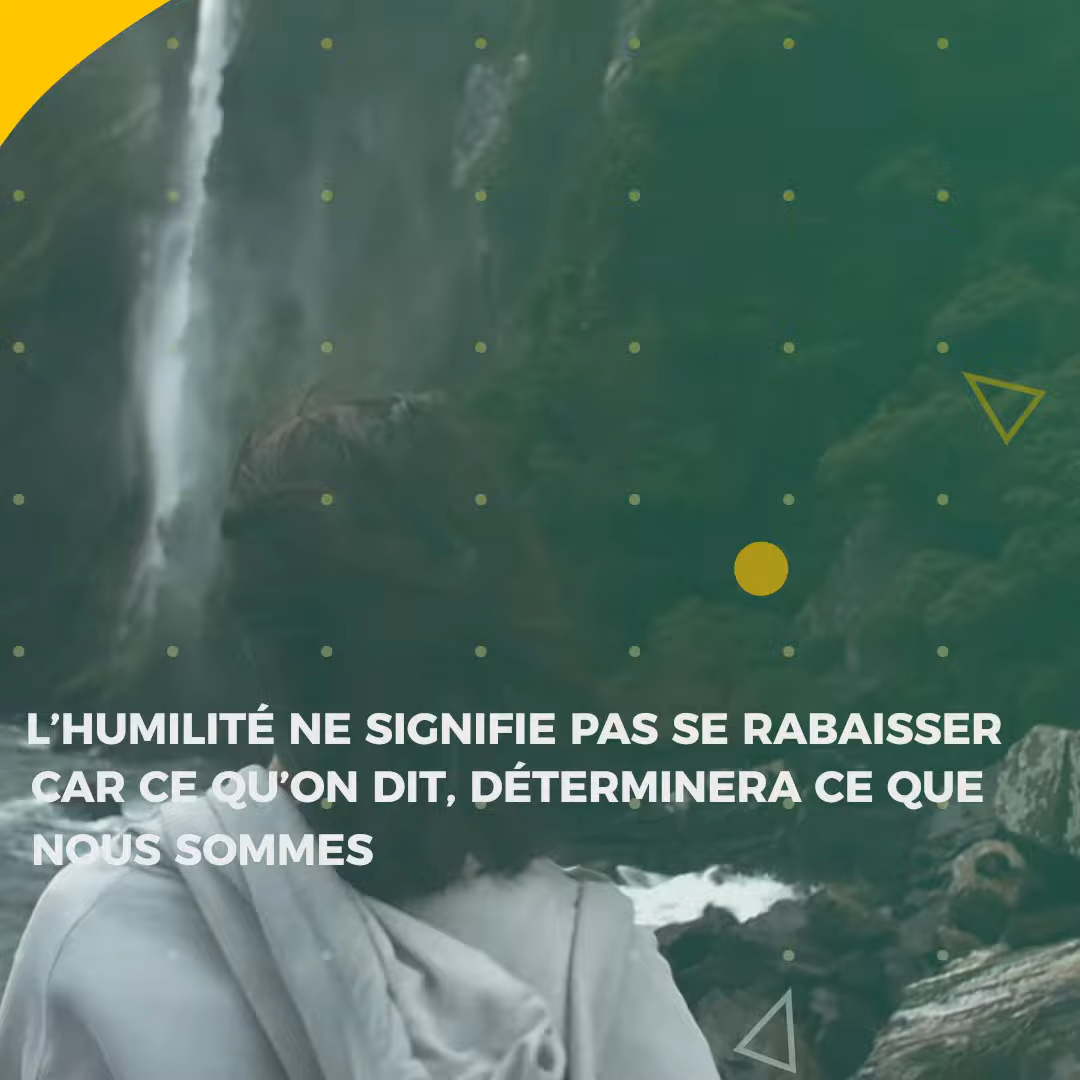 L’HUMILITÉ NE SIGNIFIE PAS SE RABAISSER
CAR CE QU’ON DIT, DÉTERMINERA CE QUE
NOUS SOMMES